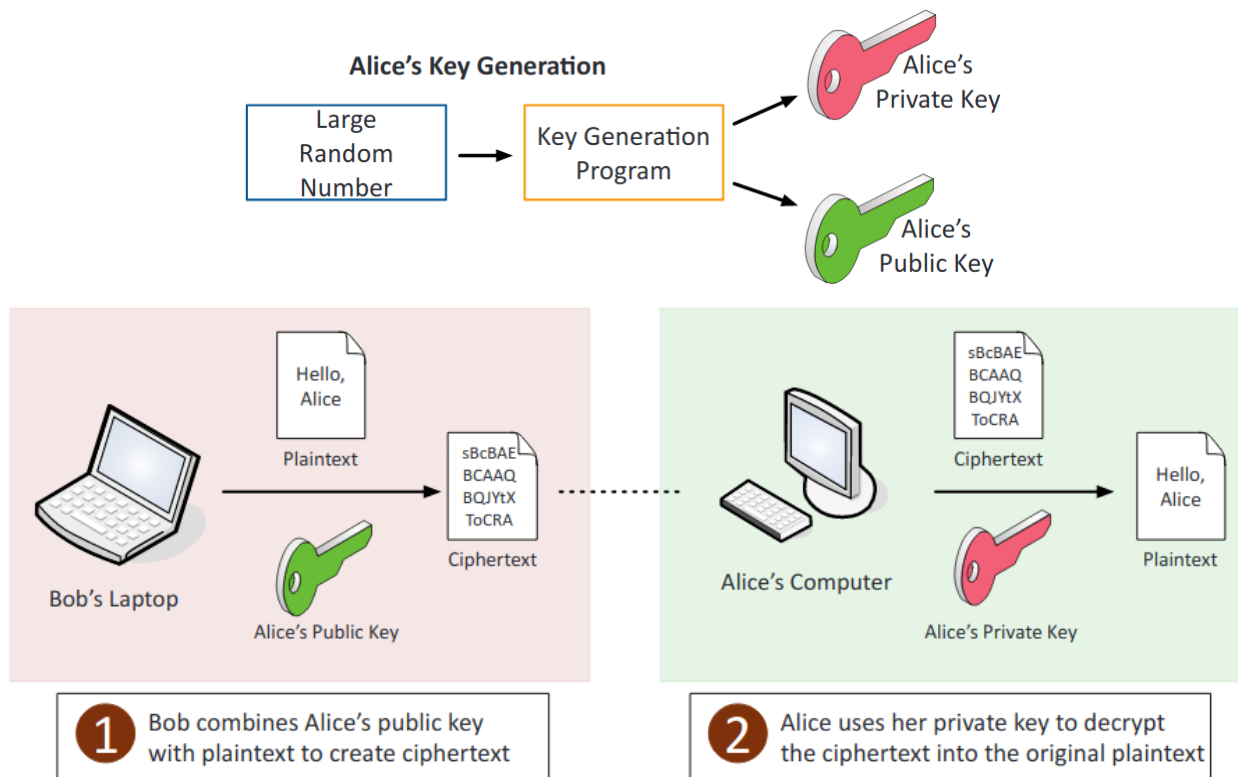 Alice's Key Generation
Large
Random
Number
Key Generation
Program
Alice's
Private Key
Alice's
Public Key
Hello,
Alice
Plaintext
sBcBAE
BCAAQ
BQJYtX
ToCRA
Ciphertext
Bob's Laptop
Alice's Public Key
sBcBAE
BCAAQ
BQJYtX
ToCRA
Ciphertext
Hello,
Alice
Plaintext
Alice's Computer
Alice's Private Key
1
Bob combines Alice's public key
with plaintext to create ciphertext
2
Alice uses her private key to decrypt
the ciphertext into the original plaintext